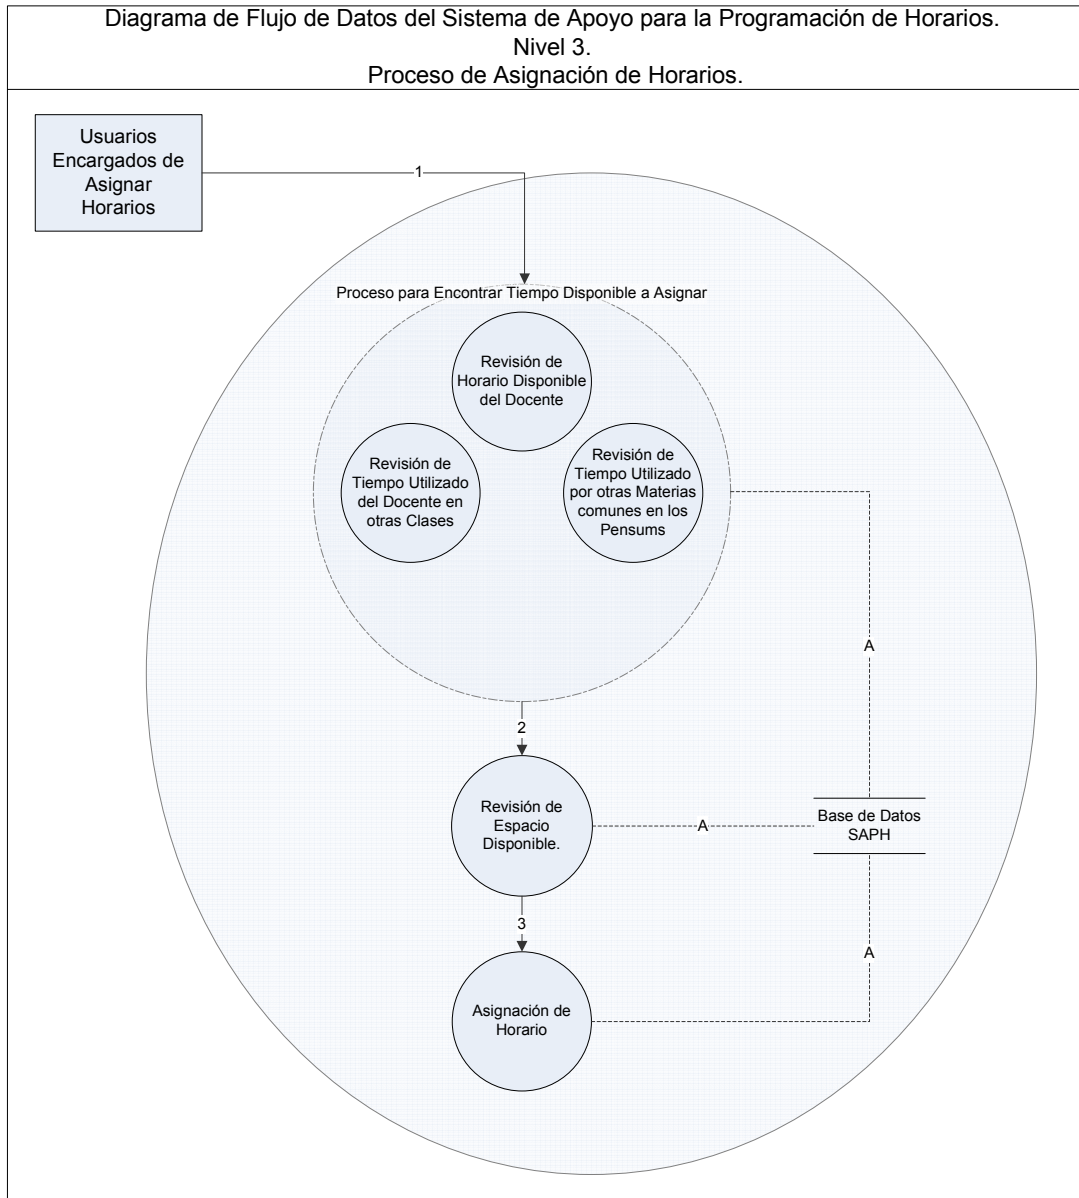 Diagrama de Flujo de Datos del Sistema de Apoyo para la Programación de Horarios.
Nivel 3.
Proceso de Asignación de Horarios.
Usuarios
Encargados de
Asignar
Horarios
1
Proceso para Encontrar Tiempo Disponible a Asignar
Revisión de
Horario Disponible
del Docente
Revisión de
Tiempo Utilizado
del Docente en
otras Clases
Revisión de
Tiempo Utilizado
por otras Materias
comunes en los
Pensums
A
2
Revisión de
Espacio
Disponible.
A
Base de Datos
SAPH
3
A
Asignación de
Horario